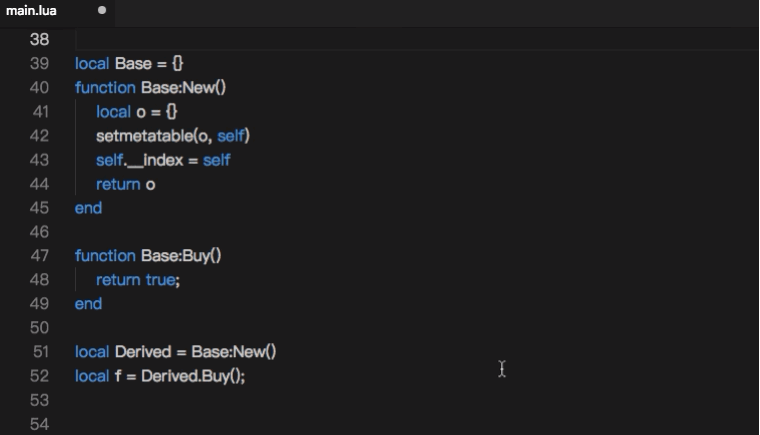 main.lua
38
39 local Base = {}
40 function Base:New()
41 local o = {}
42 setmetatable(o, self)
43 self.__index = self
44 return o
45 end
46
47 function Base:Buy()
48 return true;
49 end
50
51 local Derived = Base:New()
52 local f = Derived.Buy();
53
54